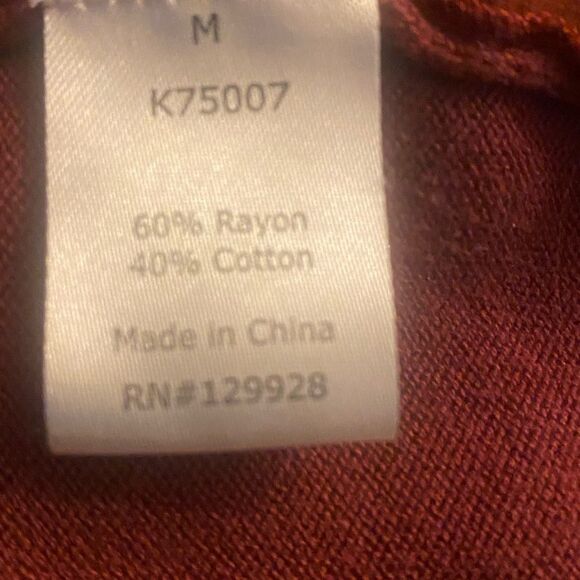 M
K75007
60% Rayon
40% Cotton
Made in China
RN#129928